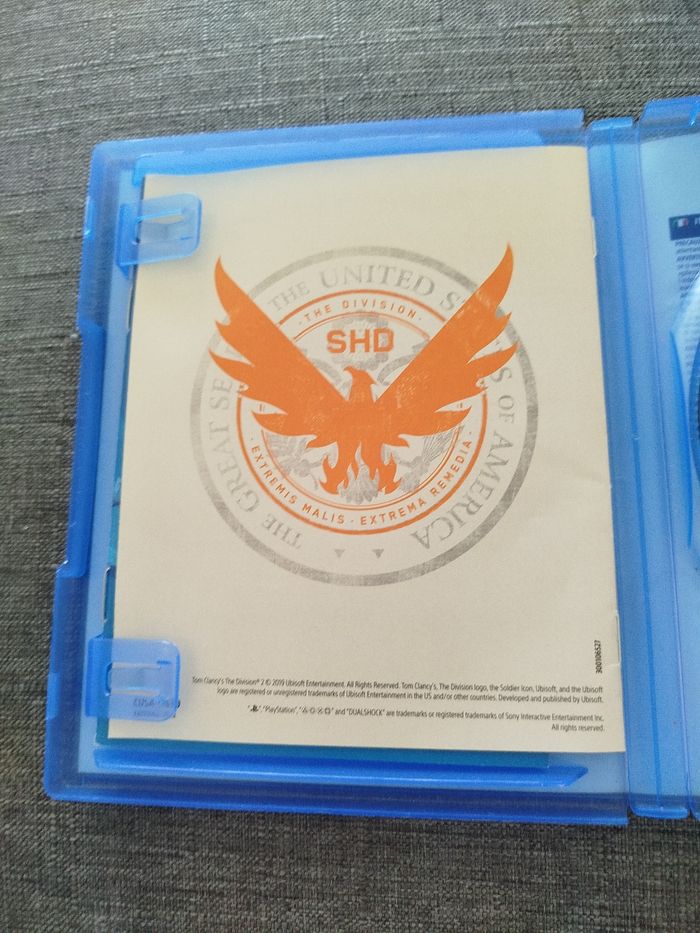 THE GREAT SE
THE UNITED S
S OF AMERICA
· THE DIVISION ·
SHD
· EXTREMIS MALIS · EXTREMA REMEDIA ·
300106527
Tom Clancy's The Division® 2 © 2019 Ubisoft Entertainment. All Rights Reserved. Tom Clancy's, The Division logo, the Soldier Icon, Ubisoft, and the Ubisoft
logo are registered or unregistered trademarks of Ubisoft Entertainment in the US and/or other countries. Developed and published by Ubisoft.
"PlayStation", "△○✕□" and "DUALSHOCK" are trademarks or registered trademarks of Sony Interactive Entertainment Inc.
All rights reserved.